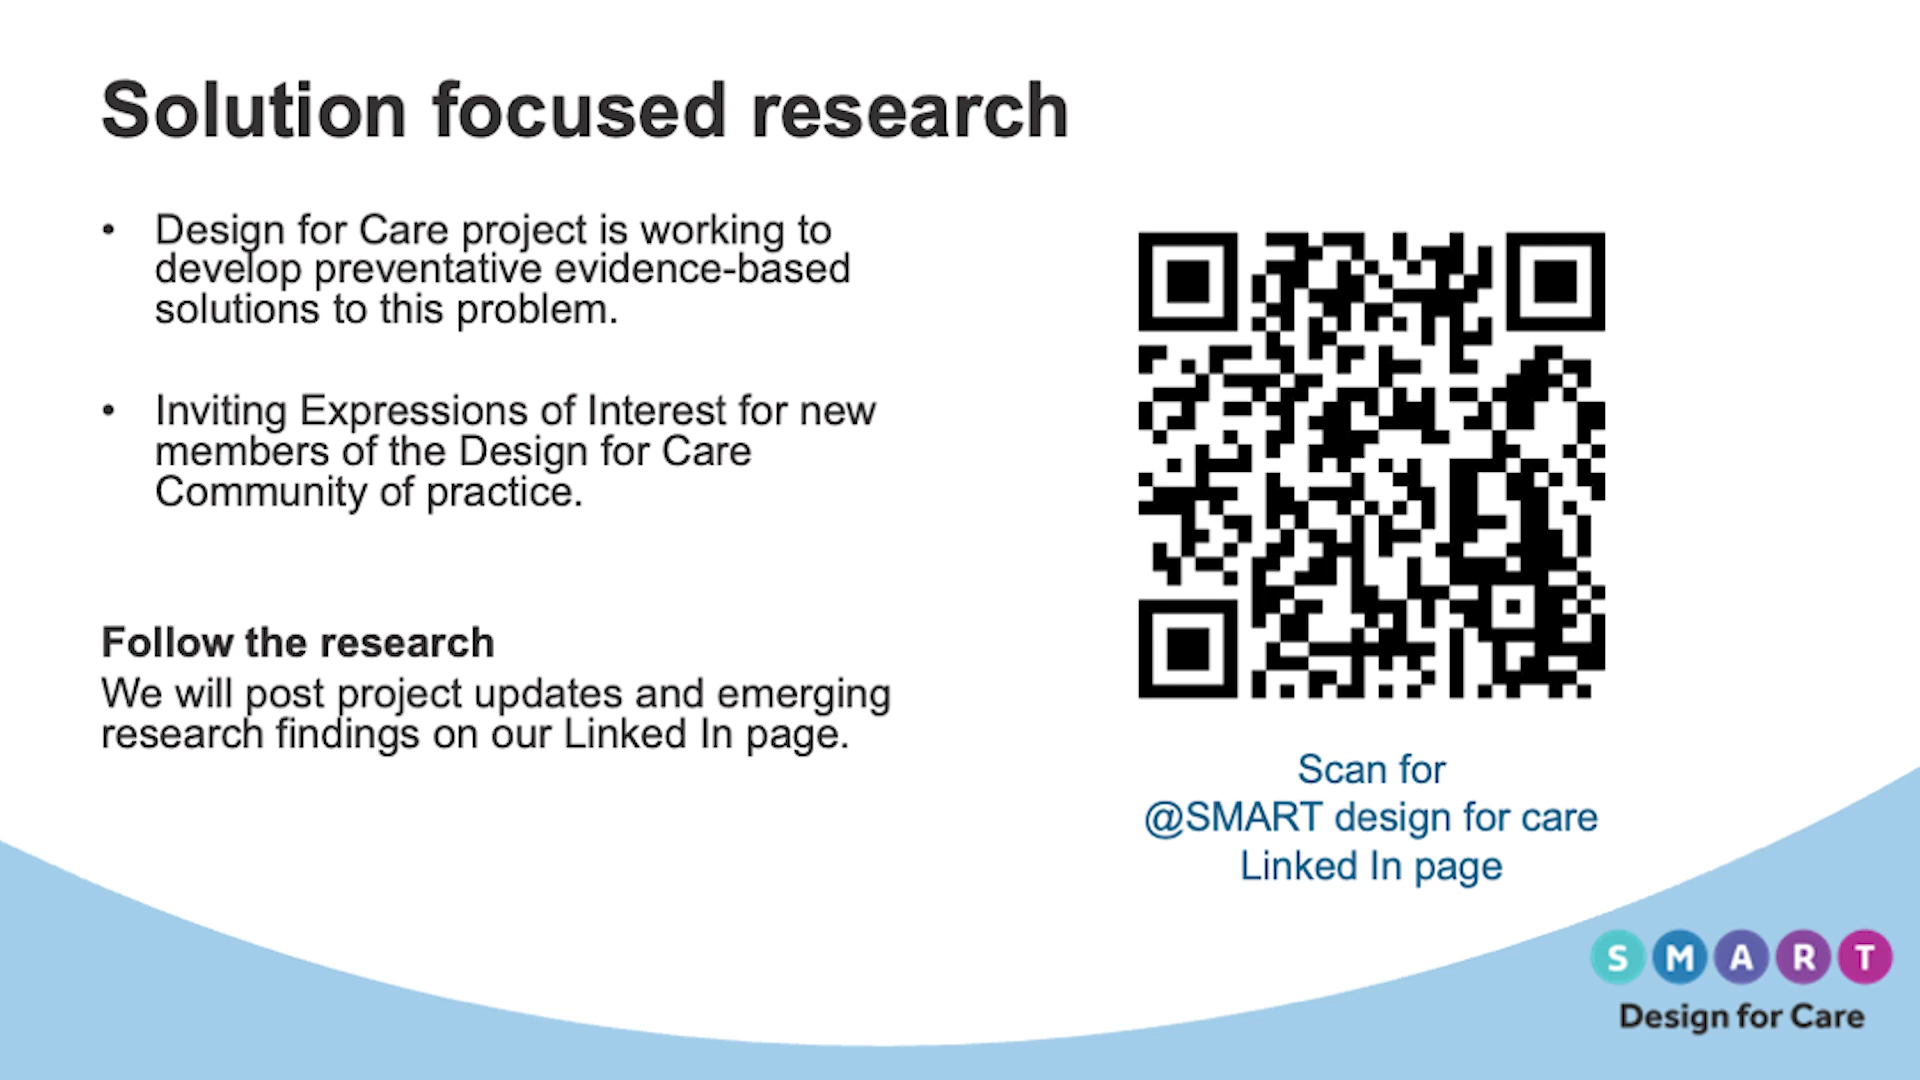 Solution focused research
• Design for Care project is working to
develop preventative evidence-based
solutions to this problem.
• Inviting Expressions of Interest for new
members of the Design for Care
Community of practice.
Follow the research
We will post project updates and emerging
research findings on our Linked In page.
Scan for
@SMART design for care
Linked In page
SMART
Design for Care